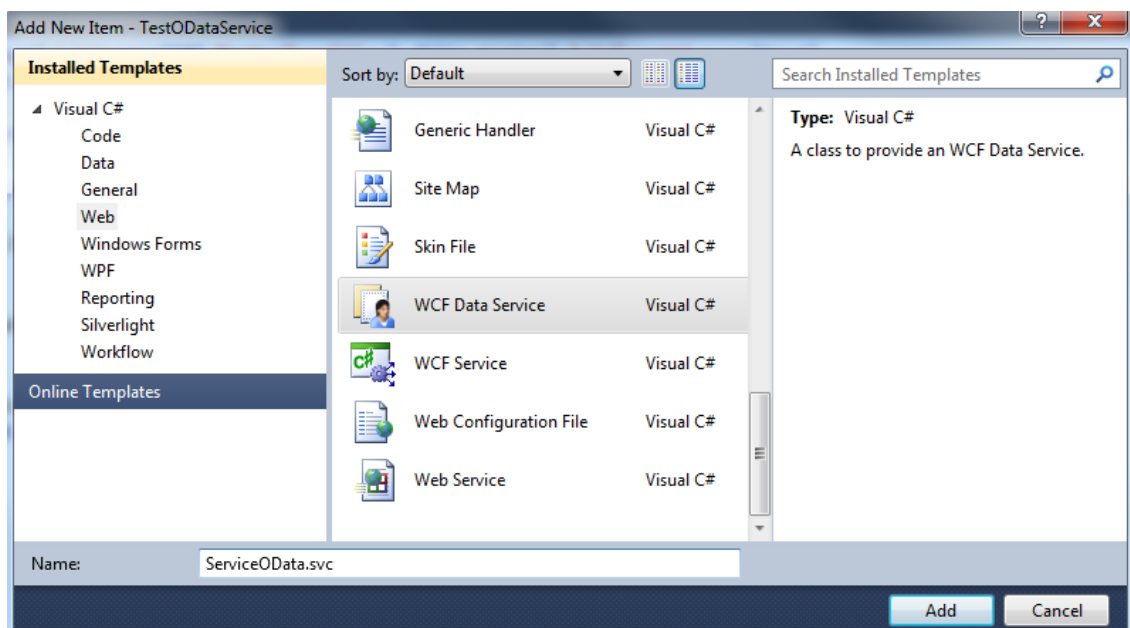 Add New Item - TestODataService
?
X
Installed Templates
Visual C#
Code
Data
General
Web
Windows Forms
WPF
Reporting
Silverlight
Workflow
Online Templates
Sort by: Default
Generic Handler Visual C#
Site Map Visual C#
Skin File Visual C#
WCF Data Service Visual C#
C# WCF Service Visual C#
Web Configuration File Visual C#
Web Service Visual C#
Search Installed Templates
Type: Visual C#
A class to provide an WCF Data Service.
Name: ServiceOData.svc
Add Cancel